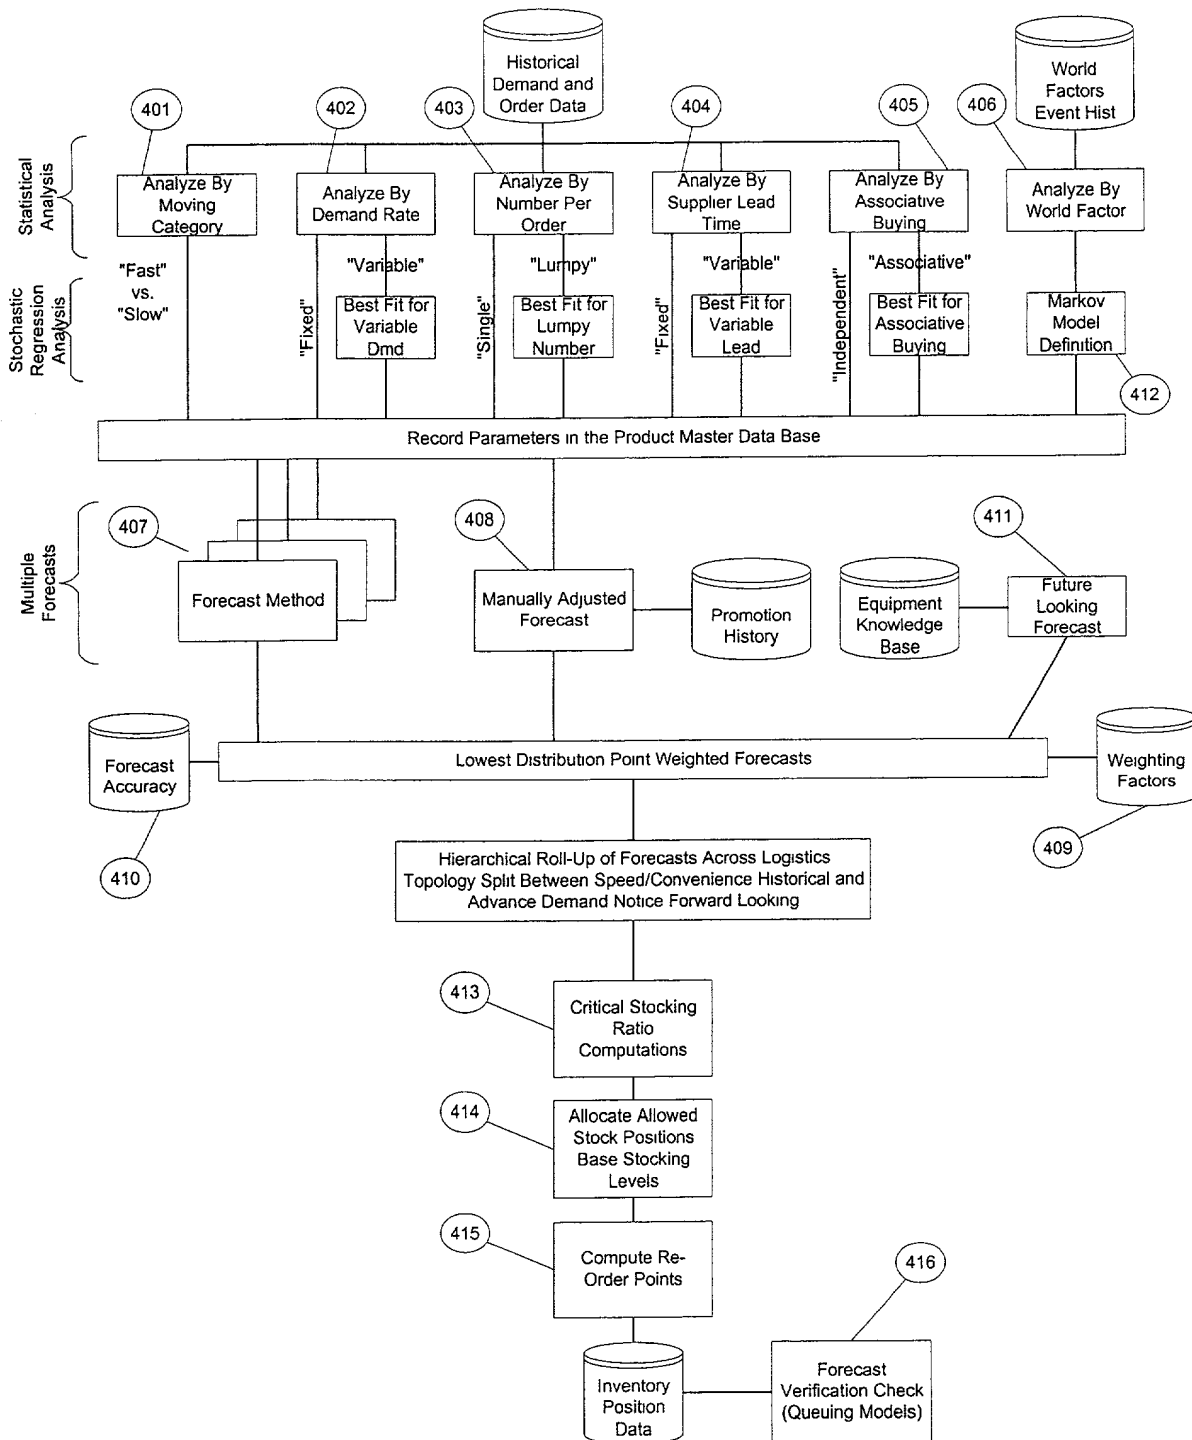 Historical
Demand and
Order Data
World
Factors
Event Hist
401
402
403
404
405
406
Statistical
Analysis
Analyze By
Moving
Category
Analyze By
Demand Rate
Analyze By
Number Per
Order
Analyze By
Supplier Lead
Time
Analyze By
Associative
Buying
Analyze By
World Factor
Stochastic
Regression
Analysis
"Fast"
vs.
"Slow"
"Fixed"
"Variable"
Best Fit for
Variable
Dmd
"Single"
"Lumpy"
Best Fit for
Lumpy
Number
"Fixed"
"Variable"
Best Fit for
Variable
Lead
"Independent"
"Associative"
Best Fit for
Associative
Buying
Markov
Model
Definition
412
Record Parameters in the Product Master Data Base
Multiple
Forecasts
407
Forecast Method
408
Manually Adjusted
Forecast
Promotion
History
Equipment
Knowledge
Base
411
Future
Looking
Forecast
Forecast
Accuracy
410
Lowest Distribution Point Weighted Forecasts
Weighting
Factors
409
Hierarchical Roll-Up of Forecasts Across Logistics
Topology Split Between Speed/Convenience Historical and
Advance Demand Notice Forward Looking
413
Critical Stocking
Ratio
Computations
414
Allocate Allowed
Stock Positions
Base Stocking
Levels
415
Compute Re-
Order Points
416
Inventory
Position
Data
Forecast
Verification Check
(Queuing Models)